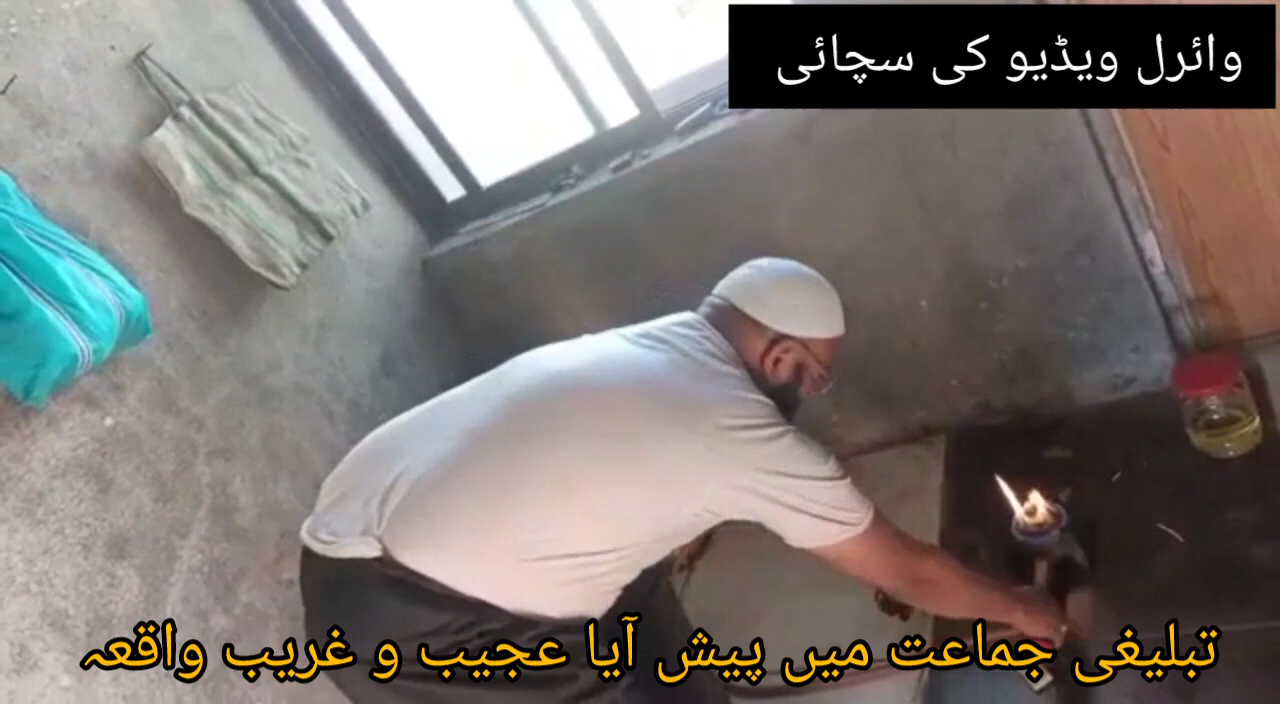 وائرل ویڈیو کی سچائی
تبلیغی جماعت میں پیش آیا عجیب و غریب واقعہ